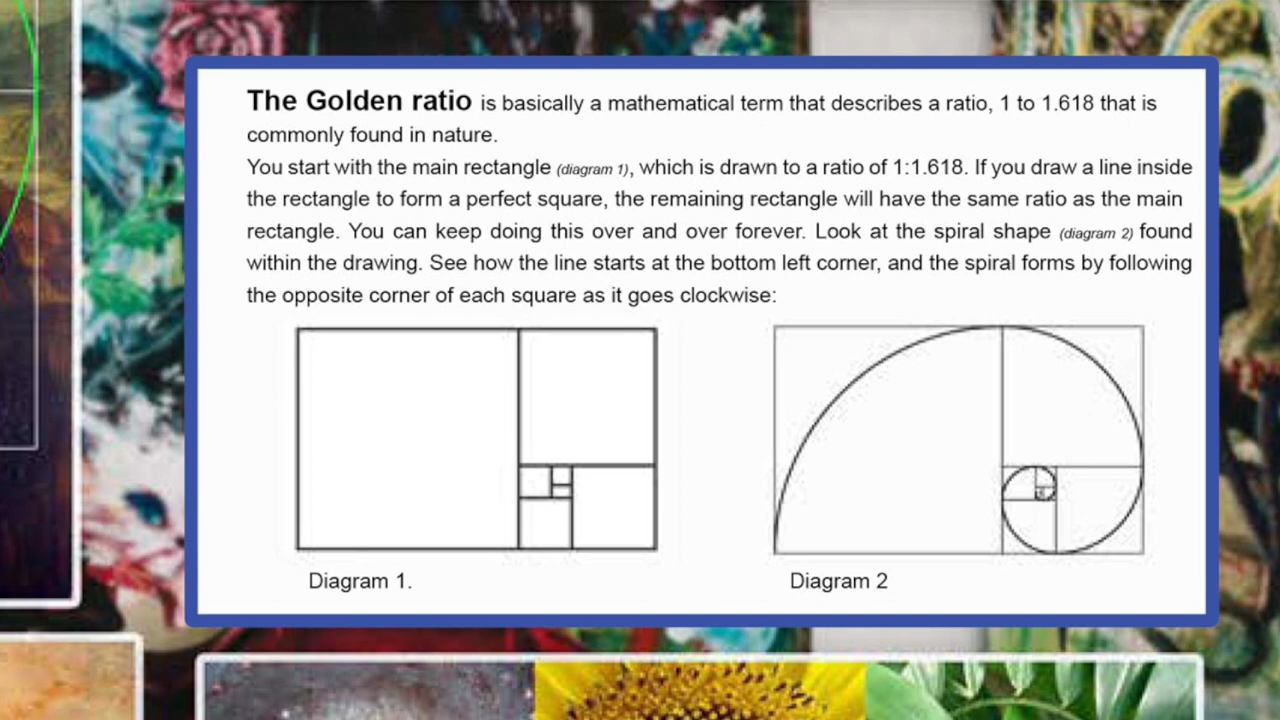 The Golden ratio is basically a mathematical term that describes a ratio, 1 to 1.618 that is
commonly found in nature.
You start with the main rectangle (diagram 1), which is drawn to a ratio of 1:1.618. If you draw a line inside
the rectangle to form a perfect square, the remaining rectangle will have the same ratio as the main
rectangle. You can keep doing this over and over forever. Look at the spiral shape (diagram 2) found
within the drawing. See how the line starts at the bottom left corner, and the spiral forms by following
the opposite corner of each square as it goes clockwise:
Diagram 1.
Diagram 2